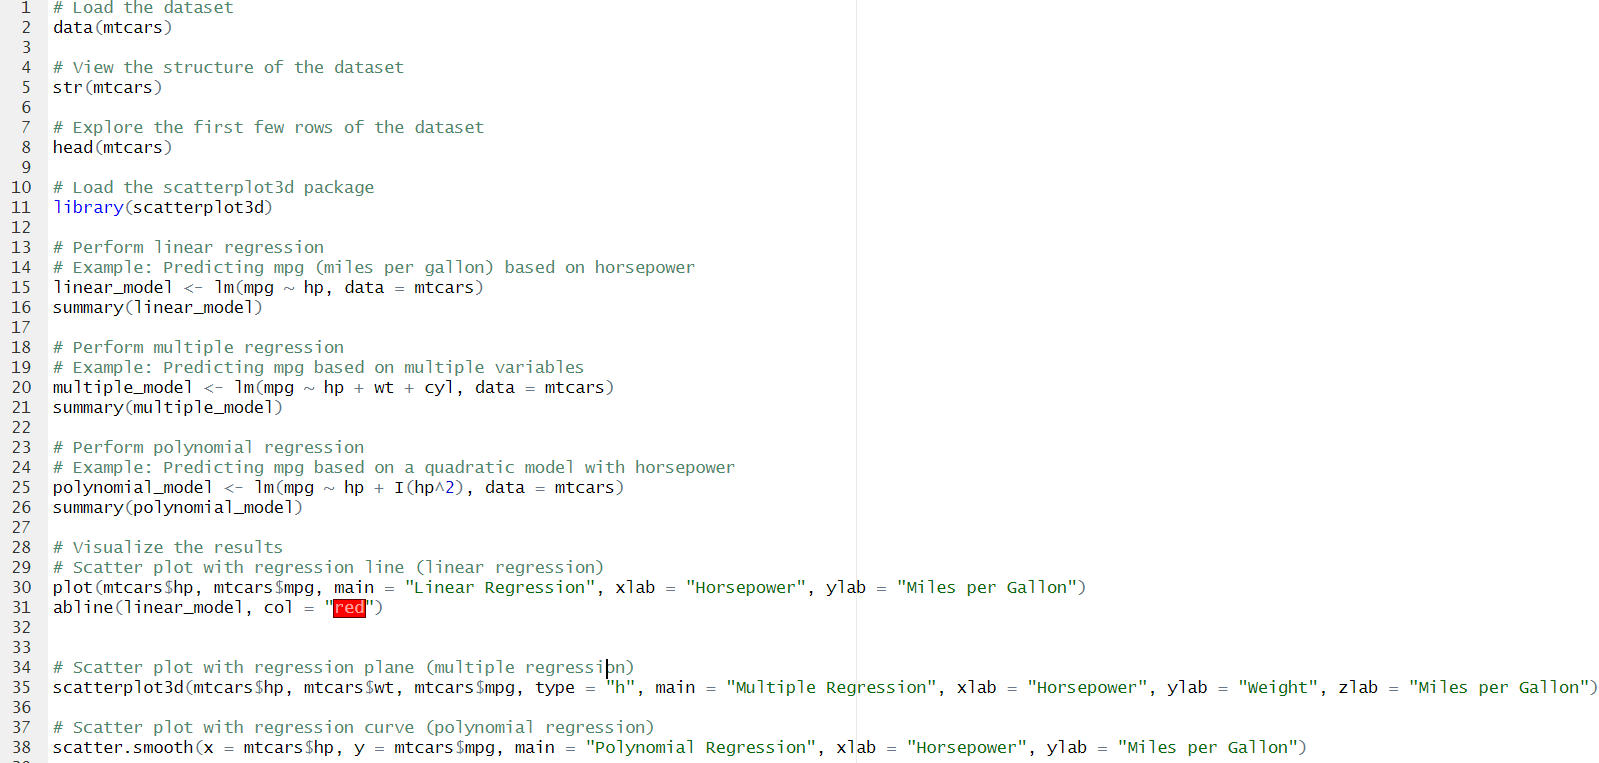 1 # Load the dataset
2 data(mtcars)
3
4 # View the structure of the dataset
5 str(mtcars)
6
7 # Explore the first few rows of the dataset
8 head(mtcars)
9
10 # Load the scatterplot3d package
11 library(scatterplot3d)
12
13 # Perform linear regression
14 # Example: Predicting mpg (miles per gallon) based on horsepower
15 linear_model <- lm(mpg ~ hp, data = mtcars)
16 summary(linear_model)
17
18 # Perform multiple regression
19 # Example: Predicting mpg based on multiple variables
20 multiple_model <- lm(mpg ~ hp + wt + cyl, data = mtcars)
21 summary(multiple_model)
22
23 # Perform polynomial regression
24 # Example: Predicting mpg based on a quadratic model with horsepower
25 polynomial_model <- lm(mpg ~ hp + I(hp^2), data = mtcars)
26 summary(polynomial_model)
27
28 # Visualize the results
29 # Scatter plot with regression line (linear regression)
30 plot(mtcars$hp, mtcars$mpg, main = "Linear Regression", xlab = "Horsepower", ylab = "Miles per Gallon")
31 abline(linear_model, col = "red")
32
33
34 # Scatter plot with regression plane (multiple regression)
35 scatterplot3d(mtcars$hp, mtcars$wt, mtcars$mpg, type = "h", main = "Multiple Regression", xlab = "Horsepower", ylab = "Weight", zlab = "Miles per Gallon")
36
37 # Scatter plot with regression curve (polynomial regression)
38 scatter.smooth(x = mtcars$hp, y = mtcars$mpg, main = "Polynomial Regression", xlab = "Horsepower", ylab = "Miles per Gallon")